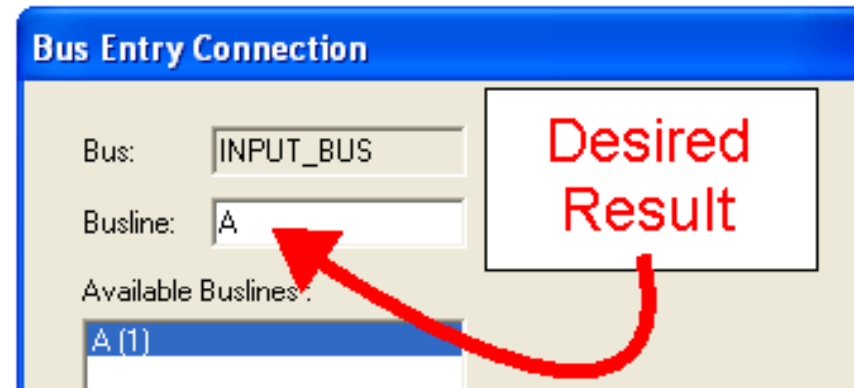 Bus Entry Connection
Bus: INPUT_BUS
Busline: A
Desired
Result
Available Buslines:
A (1)